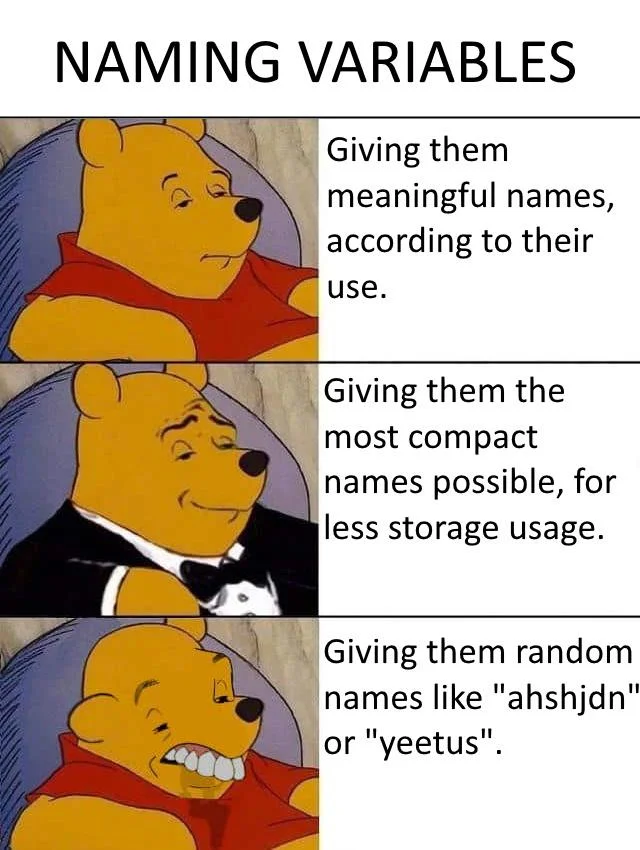 NAMING VARIABLES
Giving them
meaningful names,
according to their
use.
Giving them the
most compact
names possible, for
less storage usage.
Giving them random
names like "ahshjdn"
or "yeetus".